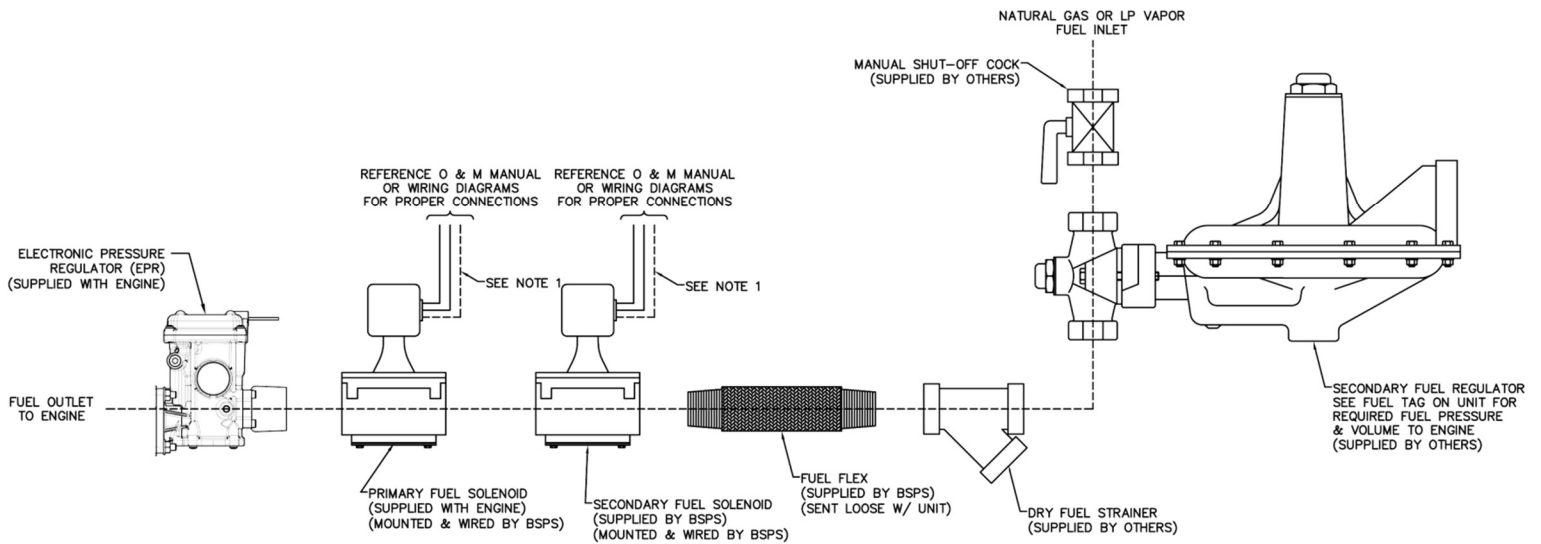 NATURAL GAS OR LP VAPOR
FUEL INLET
MANUAL SHUT-OFF COCK
(SUPPLIED BY OTHERS)
REFERENCE O & M MANUAL
OR WIRING DIAGRAMS
FOR PROPER CONNECTIONS
REFERENCE O & M MANUAL
OR WIRING DIAGRAMS
FOR PROPER CONNECTIONS
ELECTRONIC PRESSURE
REGULATOR (EPR)
(SUPPLIED WITH ENGINE)
SEE NOTE 1
SEE NOTE 1
FUEL OUTLET
TO ENGINE
SECONDARY FUEL REGULATOR
SEE FUEL TAG ON UNIT FOR
REQUIRED FUEL PRESSURE
& VOLUME TO ENGINE
(SUPPLIED BY OTHERS)
PRIMARY FUEL SOLENOID
(SUPPLIED WITH ENGINE)
(MOUNTED & WIRED BY BSPS)
SECONDARY FUEL SOLENOID
(SUPPLIED BY BSPS)
(MOUNTED & WIRED BY BSPS)
FUEL FLEX
(SUPPLIED BY BSPS)
(SENT LOOSE W/ UNIT)
DRY FUEL STRAINER
(SUPPLIED BY OTHERS)